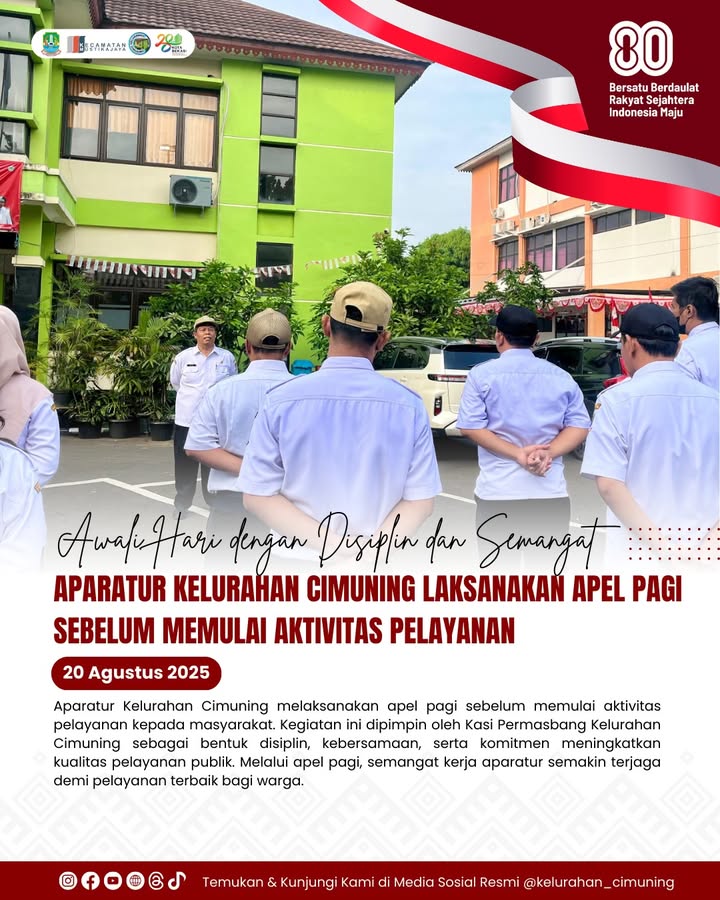 KECAMATAN
MUSTIKAJAYA
28
KOTA BEKASI
80
Bersatu Berdaulat
Rakyat Sejahtera
Indonesia Maju
Awali Hari dengan Disiplin dan Semangat
APARATUR KELURAHAN CIMUNING LAKSANAKAN APEL PAGI
SEBELUM MEMULAI AKTIVITAS PELAYANAN
20 Agustus 2025
Aparatur Kelurahan Cimuning melaksanakan apel pagi sebelum memulai aktivitas
pelayanan kepada masyarakat. Kegiatan ini dipimpin oleh Kasi Permasbang Kelurahan
Cimuning sebagai bentuk disiplin, kebersamaan, serta komitmen meningkatkan
kualitas pelayanan publik. Melalui apel pagi, semangat kerja aparatur semakin terjaga
demi pelayanan terbaik bagi warga.
Temukan & Kunjungi Kami di Media Sosial Resmi @kelurahan_cimuning